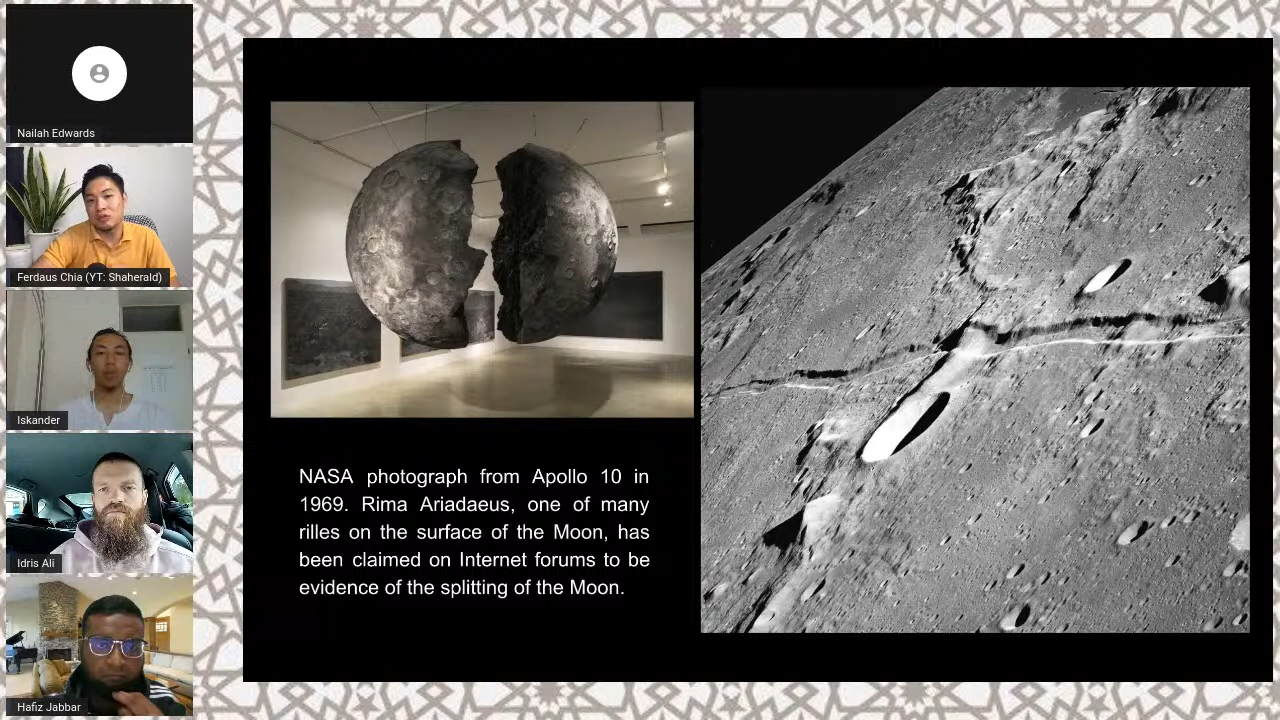 Nailah Edwards
Ferdaus Chia (YT: Shaherald)
Iskander
Idris Ali
Hafiz Jabbar
NASA photograph from Apollo 10 in
1969. Rima Ariadaeus, one of many
rilles on the surface of the Moon, has
been claimed on Internet forums to be
evidence of the splitting of the Moon.